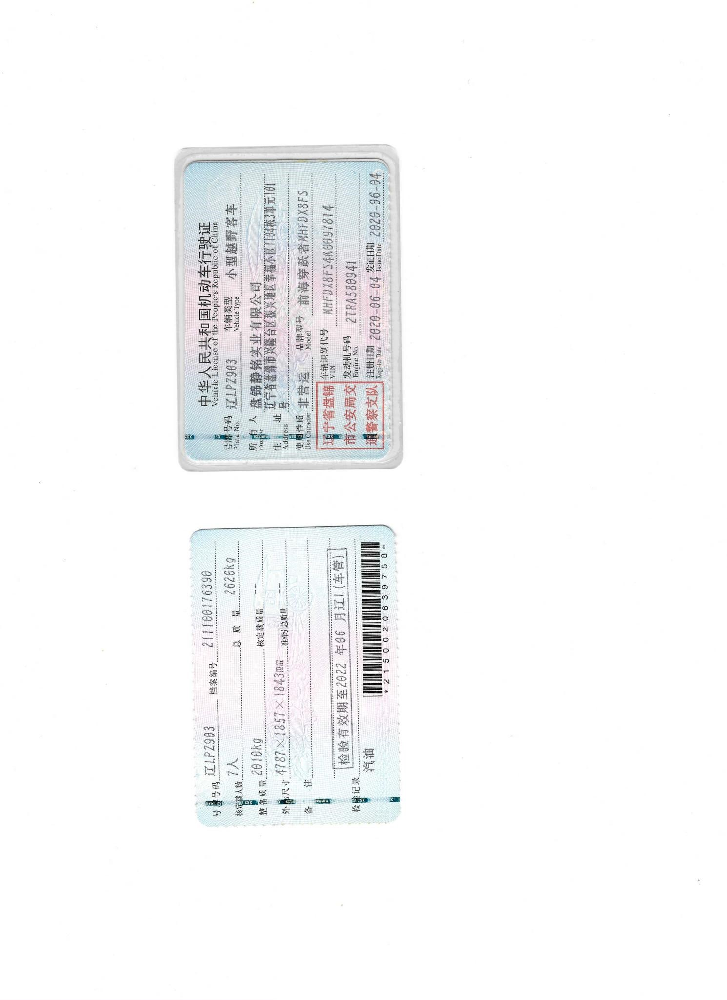 中华人民共和国机动车行驶证
Vehicle License of the People's Republic of China
号牌号码 辽LPZ903 车辆类型 小型越野客车
Plate No. Vehicle Type
所有人 盘锦静铭实业有限公司
Owner
住址 辽宁省盘锦市兴隆台区振兴地区幸福小区1104栋3单元101
Address 号
使用性质 非营运 品牌型号 前海穿跃者MHFDX8FS
Use Character Model
辽宁省盘锦
市公安局交
通警察支队
车辆识别代号 MHFDX8FS4K0097814
VIN
发动机号码 2TRA580941
Engine No.
注册日期 2020-06-04 发证日期 2020-06-04
Register Date Issue Date
号牌号码 辽LPZ903 档案编号 211100176390
核定载人数 7人 总质量 2620kg
整备质量 2010kg 核定载质量 --
外部尺寸 4787×1857×1843mm 准牵引总质量 --
备注
检验有效期至2022 年06 月辽L(车管)
检验记录
汽油
*2150020639758*